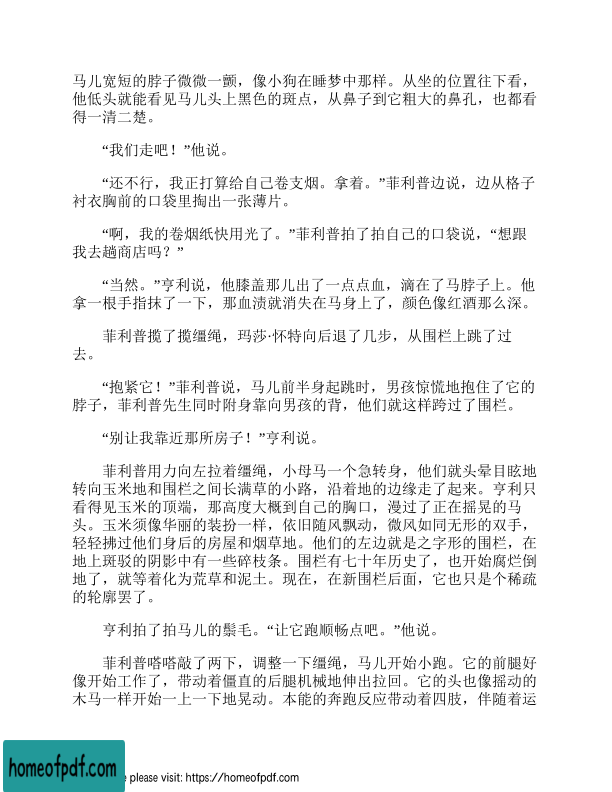 马儿宽短的脖子微微一颤，像小狗在睡梦中那样。从坐的位置往下看，
他低头就能看见马儿头上黑色的斑点，从鼻子到它粗大的鼻孔，也都看
得一清二楚。
“我们走吧！”他说。
“还不行，我正打算给自己卷支烟。拿着。”菲利普边说，边从格子
衬衣胸前的口袋里掏出一张薄片。
“啊，我的卷烟纸快用光了。”菲利普拍了拍自己的口袋说，“想跟
我去趟商店吗？”
“当然。”亨利说，他膝盖那儿出了一点点血，滴在了马脖子上。他
拿一根手指抹了一下，那血渍就消失在马身上了，颜色像红酒那么深。
菲利普揽了揽缰绳，玛莎·怀特向后退了几步，从围栏上跳了过
去。
“抱紧它！”菲利普说，马儿前半身起跳时，男孩惊慌地抱住了它的
脖子，菲利普先生同时附身靠向男孩的背，他们就这样跨过了围栏。
“别让我靠近那所房子！”亨利说。
菲利普用力向左拉着缰绳，小母马一个急转身，他们就头晕目眩地
转向玉米地和围栏之间长满草的小路，沿着地的边缘走了起来。亨利只
看得见玉米的顶端，那高度大概到自己的胸口，漫过了正在摇晃的马
头。玉米须像华丽的装扮一样，依旧随风飘动，微风如同无形的双手，
轻轻拂过他们身后的房屋和烟草地。他们的左边就是之字形的围栏，在
地上斑驳的阴影中有一些碎枝条。围栏有七十年历史了，也开始腐烂倒
地了，就等着化为荒草和泥土。现在，在新围栏后面，它也只是个稀疏
的轮廓罢了。
亨利拍了拍马儿的鬃毛。“让它跑顺畅点吧。”他说。
菲利普嗒嗒敲了两下，调整一下缰绳，马儿开始小跑。它的前腿好
像开始工作了，带动着僵直的后腿机械地伸出拉回。它的头也像摇动的
木马一样开始一上一下地晃动。本能的奔跑反应带动着四肢，伴随着运
homeofpdf.com
e please visit: https://homeofpdf.com